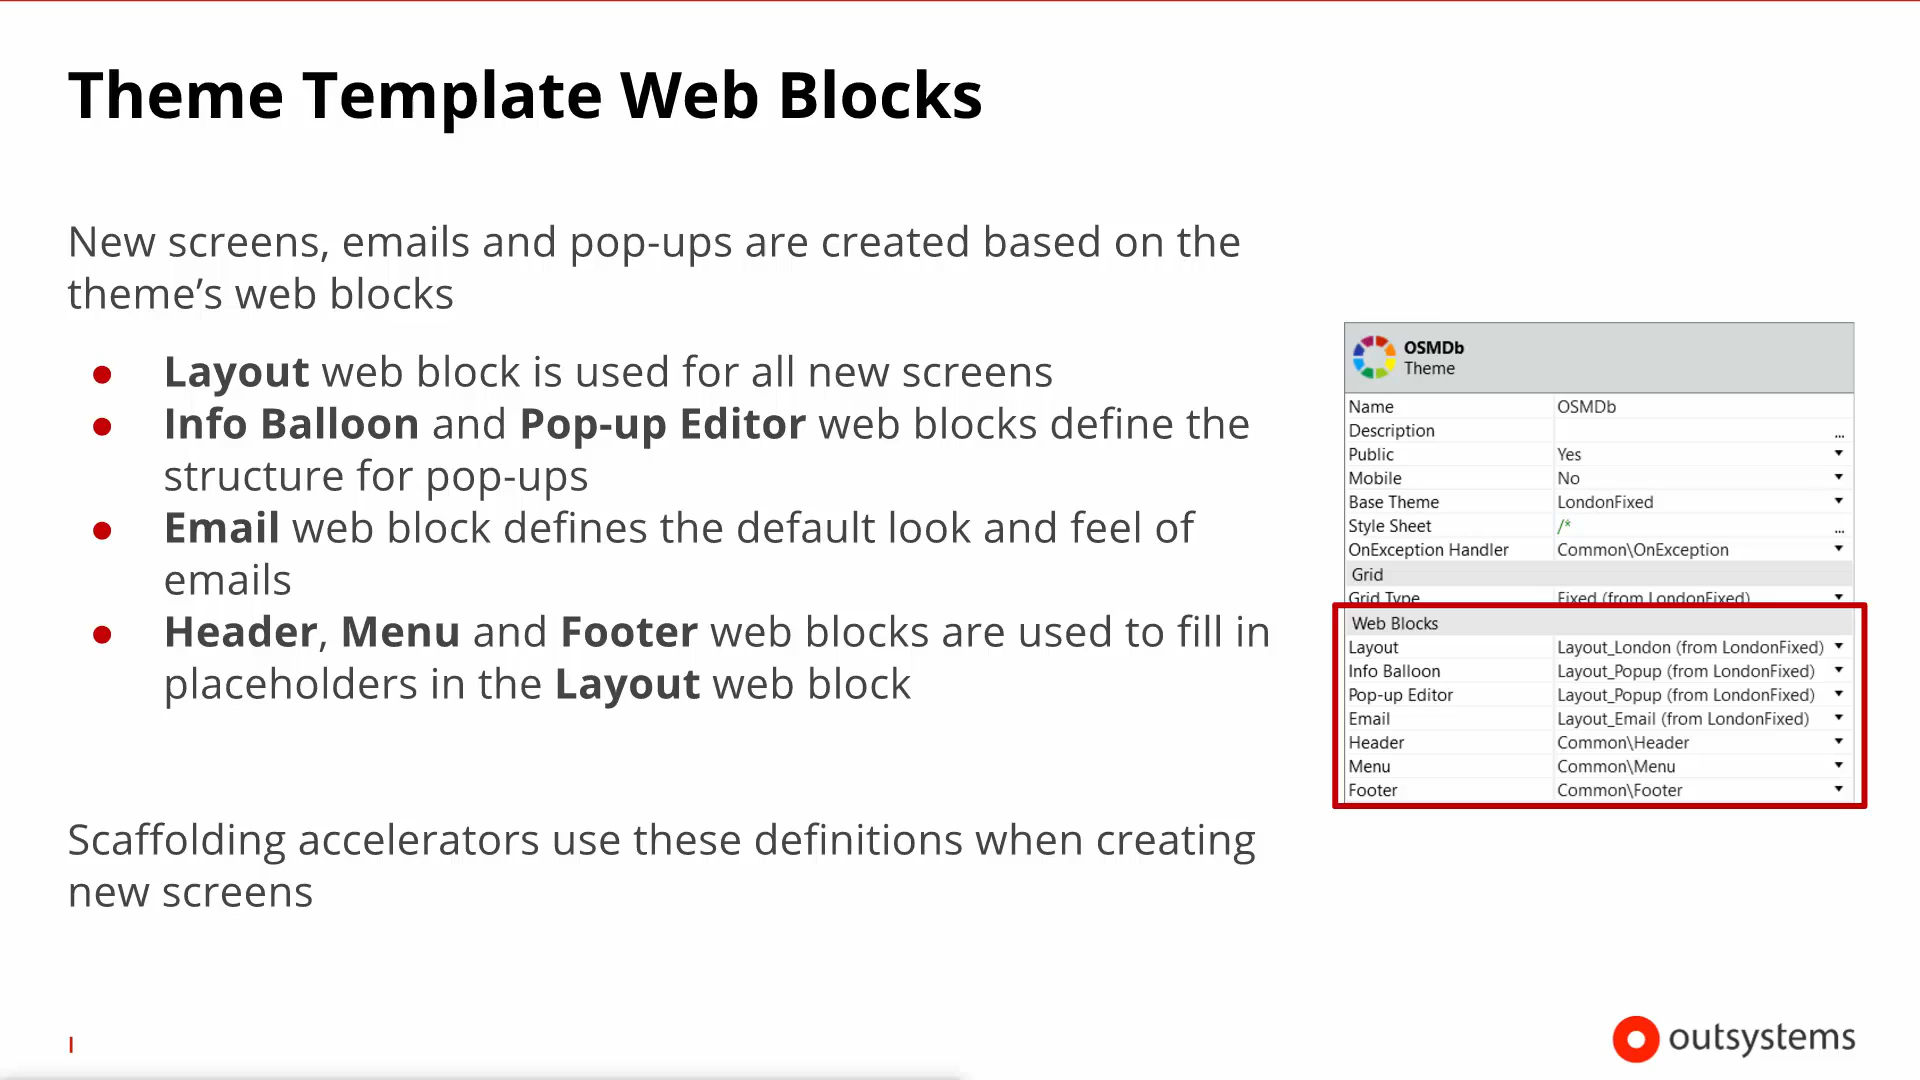 Theme Template Web Blocks
New screens, emails and pop-ups are created based on the
theme’s web blocks
● Layout web block is used for all new screens
● Info Balloon and Pop-up Editor web blocks define the
structure for pop-ups
● Email web block defines the default look and feel of
emails
● Header, Menu and Footer web blocks are used to fill in
placeholders in the Layout web block
Scaffolding accelerators use these definitions when creating
new screens
OSMDb
Theme
Name OSMDb
Description ...
Public Yes
Mobile No
Base Theme LondonFixed
Style Sheet /* ...
OnException Handler Common\OnException
Grid
Grid Type Fixed (from LondonFixed)
Web Blocks
Layout Layout_London (from LondonFixed)
Info Balloon Layout_Popup (from LondonFixed)
Pop-up Editor Layout_Popup (from LondonFixed)
Email Layout_Email (from LondonFixed)
Header Common\Header
Menu Common\Menu
Footer Common\Footer
I
outsystems